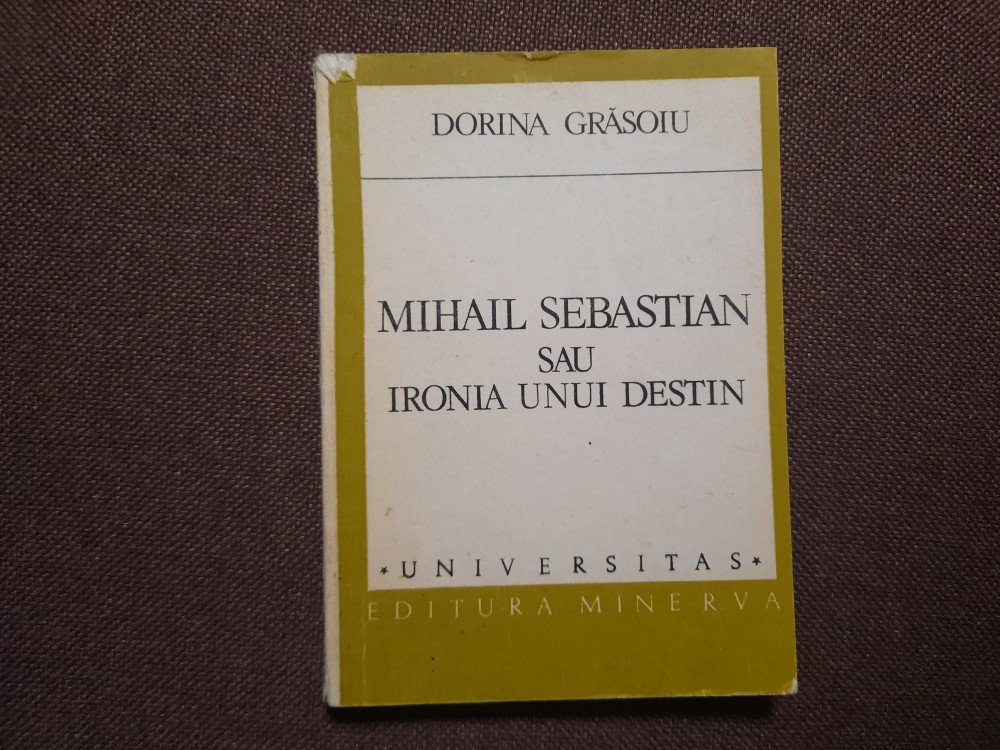 DORINA GRĂSOIU
MIHAIL SEBASTIAN
SAU
IRONIA UNUI DESTIN
* UNIVERSITAS *
EDITURA MINERVA